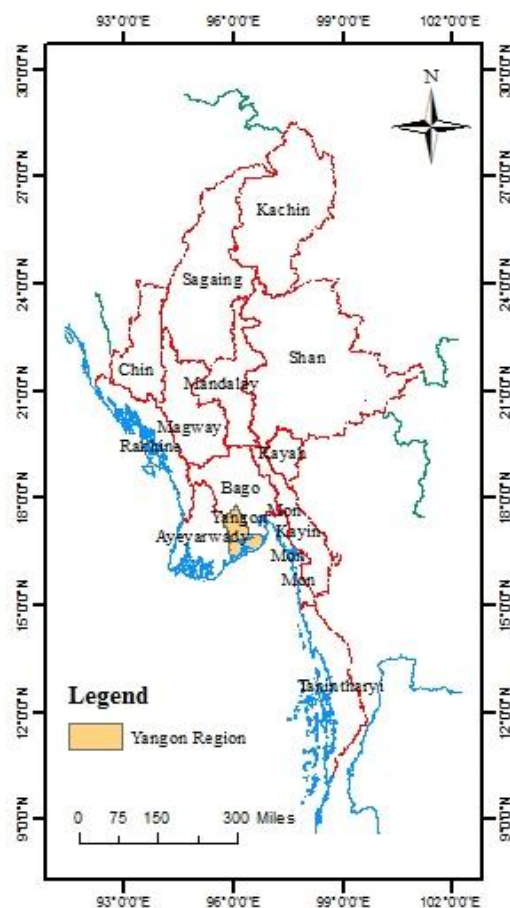 93°0'0"E 96°0'0"E 99°0'0"E 102°0'0"E
N
30°0'0"N 30°0'0"N
27°0'0"N 27°0'0"N
Kachin
Sagaing
24°0'0"N 24°0'0"N
Shan
Chin
Mandalay
21°0'0"N 21°0'0"N
Magway
Rakhine
Kayah
Bago
18°0'0"N 18°0'0"N
Yangon
Mon
Ayeyarwady
Kayin
Mon
Mon
15°0'0"N 15°0'0"N
Tanintharyi
Legend
12°0'0"N 12°0'0"N
Yangon Region
0 75 150 300 Miles
9°0'0"N 9°0'0"N
93°0'0"E 96°0'0"E 99°0'0"E 102°0'0"E